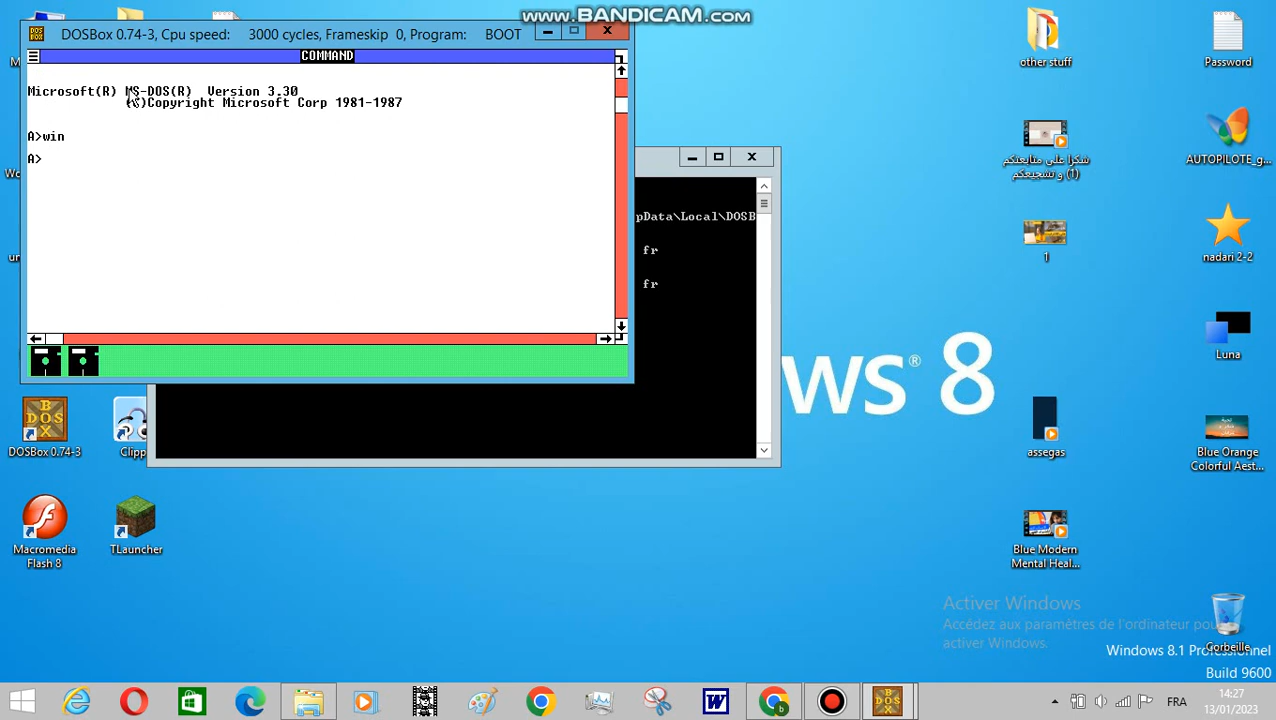 www.BANDICAM.com
DOSBox 0.74-3, Cpu speed: 3000 cycles, Frameskip 0, Program: BOOT
COMMAND
Microsoft(R) MS-DOS(R) Version 3.30
(C)Copyright Microsoft Corp 1981-1987
A>win
A>
pData\Local\DOSB
fr
fr
ws® 8
DOSBox 0.74-3
Clipp
Macromedia
Flash 8
TLauncher
other stuff
Password
شكرا على متابعتكم
و تشجيعكم (1)
AUTOPILOTE_g...
1
nadari 2-2
Luna
assegas
Blue Orange
Colorful Aest...
Blue Modern
Mental Heal...
Corbeille
Activer Windows
Accédez aux paramètres de l'ordinateur pou
activer Windows.
Windows 8.1 Professionnel
Build 9600
FRA
14:27
13/01/2023